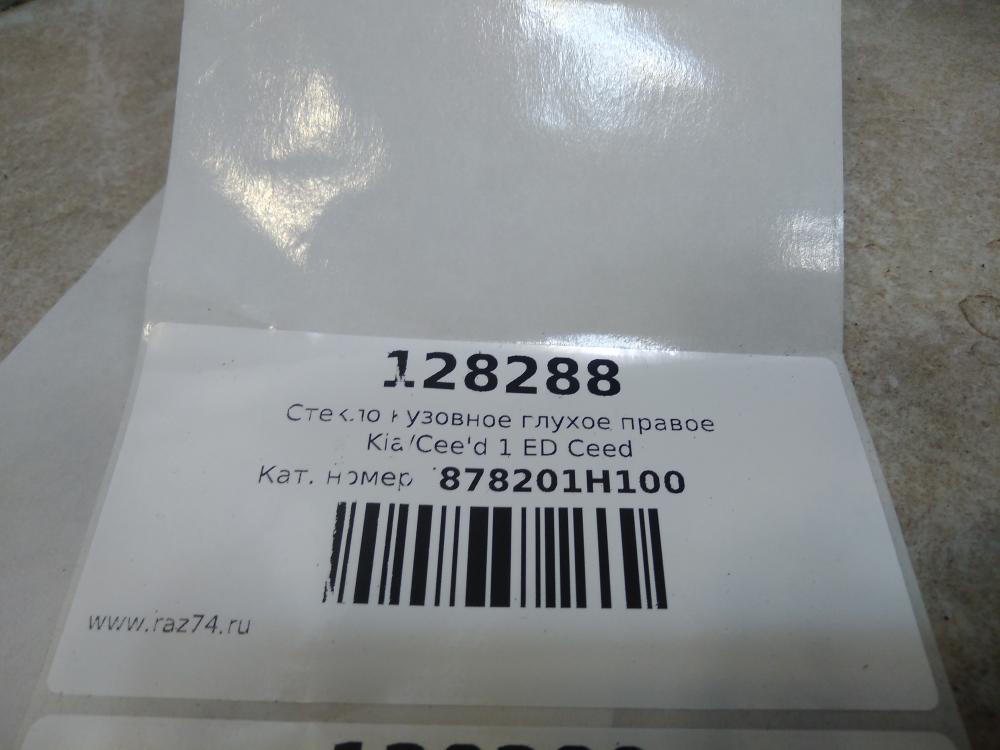 128288
Стекло кузовное глухое правое
Kia/Cee'd 1 ED Ceed
Кат. номер 878201H100
www.raz74.ru